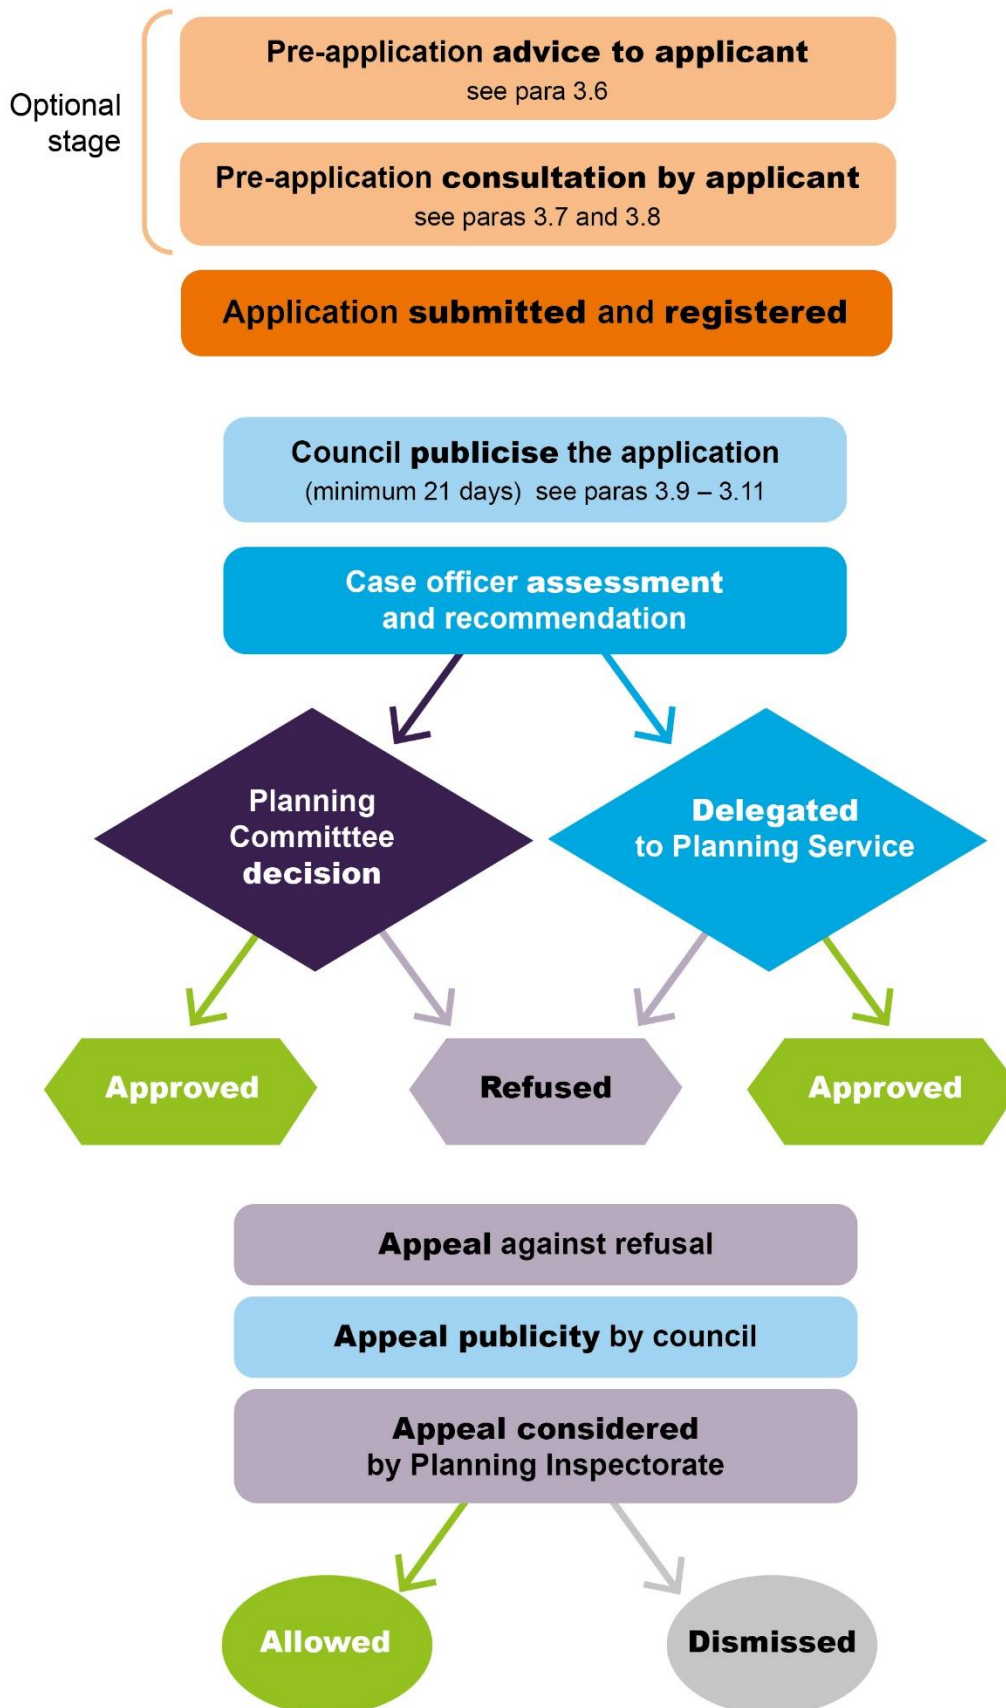 Optional
stage
Pre-application advice to applicant
see para 3.6
Pre-application consultation by applicant
see paras 3.7 and 3.8
Application submitted and registered
Council publicise the application
(minimum 21 days) see paras 3.9 – 3.11
Case officer assessment
and recommendation
Planning
Committtee
decision
Delegated
to Planning Service
Approved
Refused
Approved
Appeal against refusal
Appeal publicity by council
Appeal considered
by Planning Inspectorate
Allowed
Dismissed